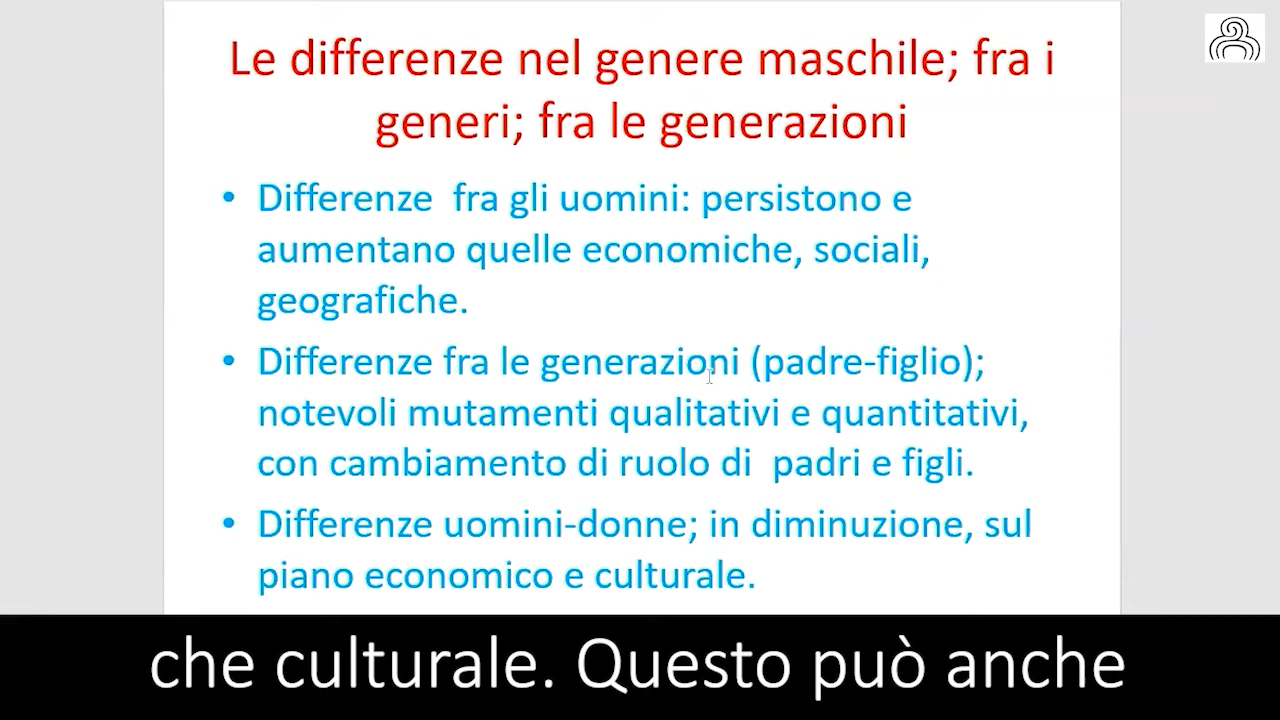 Le differenze nel genere maschile; fra i
generi; fra le generazioni
• Differenze  fra gli uomini: persistono e
aumentano quelle economiche, sociali,
geografiche.
• Differenze fra le generazioni (padre-figlio);
notevoli mutamenti qualitativi e quantitativi,
con cambiamento di ruolo di  padri e figli.
• Differenze uomini-donne; in diminuzione, sul
piano economico e culturale.
che culturale. Questo può anche